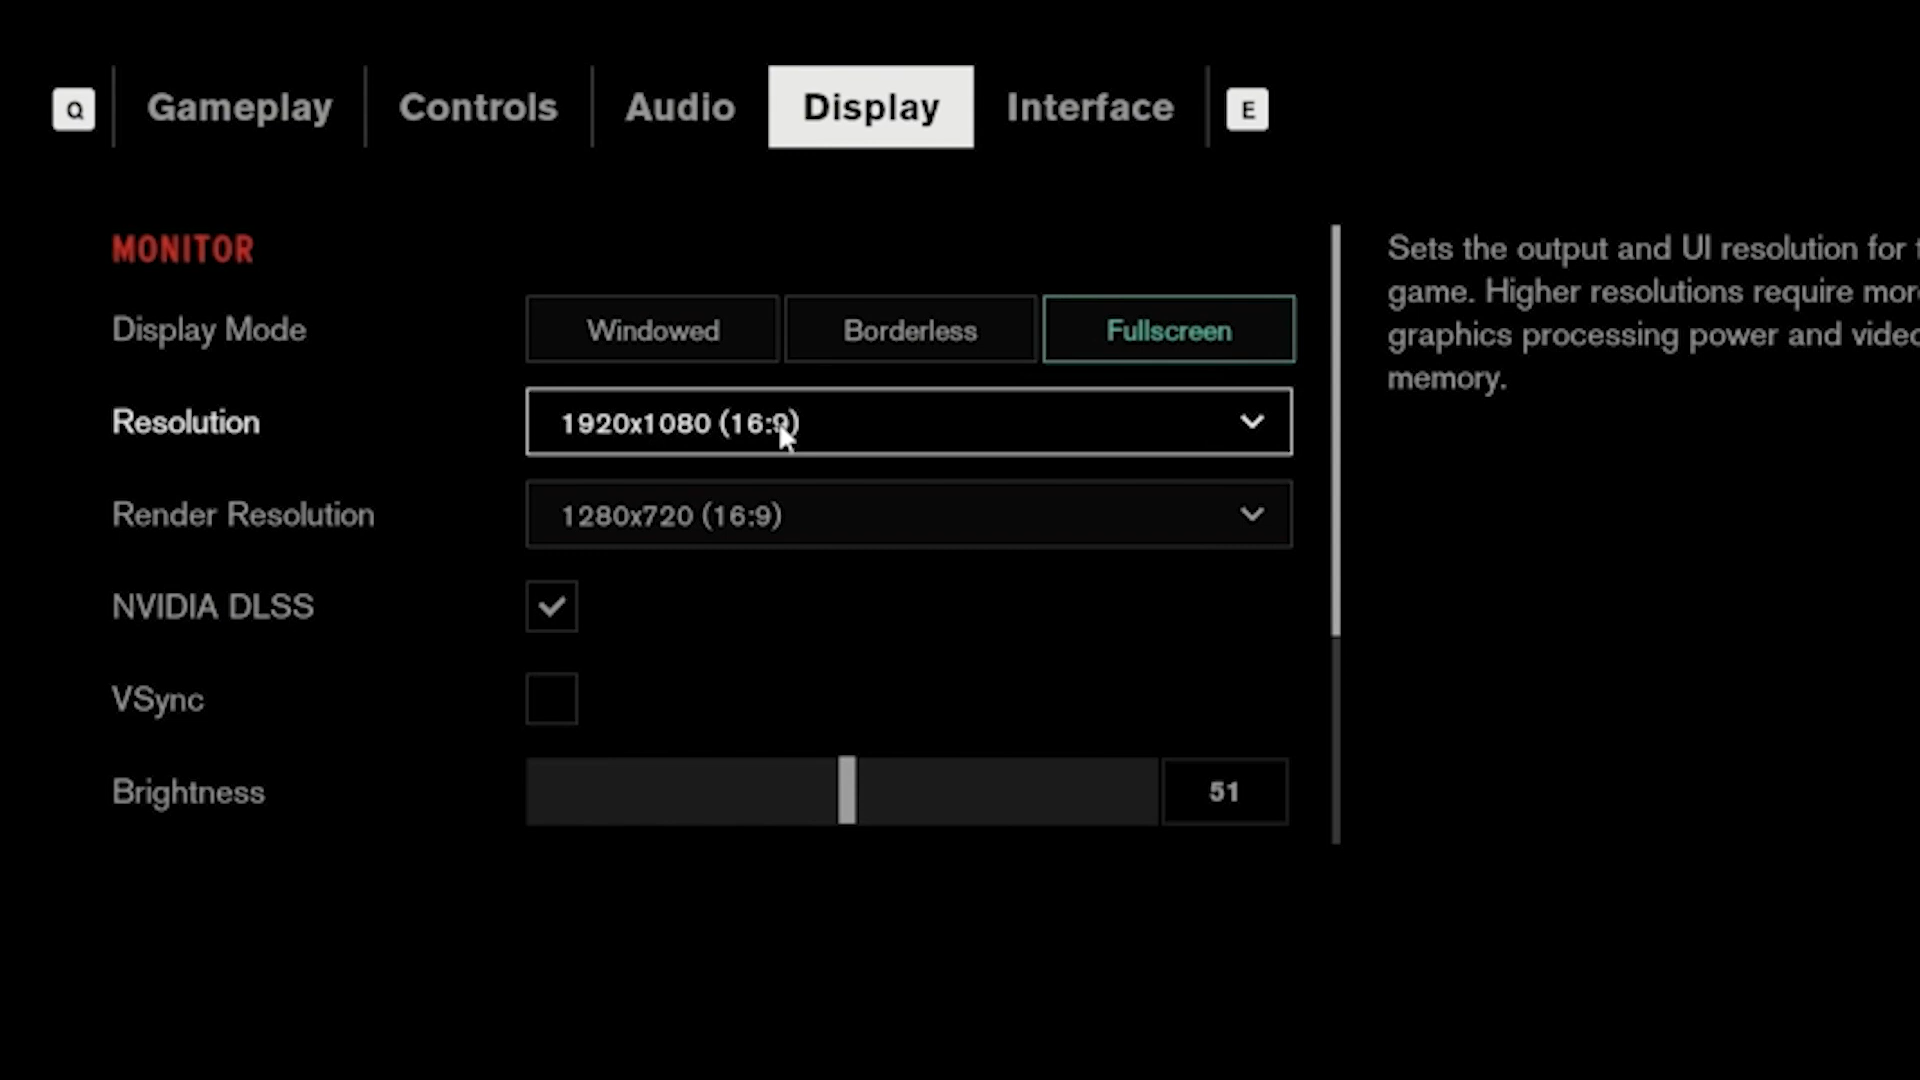 Q Gameplay Controls Audio Display Interface E
MONITOR
Display Mode Windowed Borderless Fullscreen
Resolution 1920x1080 (16:9)
Render Resolution 1280x720 (16:9)
NVIDIA DLSS
VSync
Brightness 51
Sets the output and UI resolution for
game. Higher resolutions require
graphics processing power and
memory.